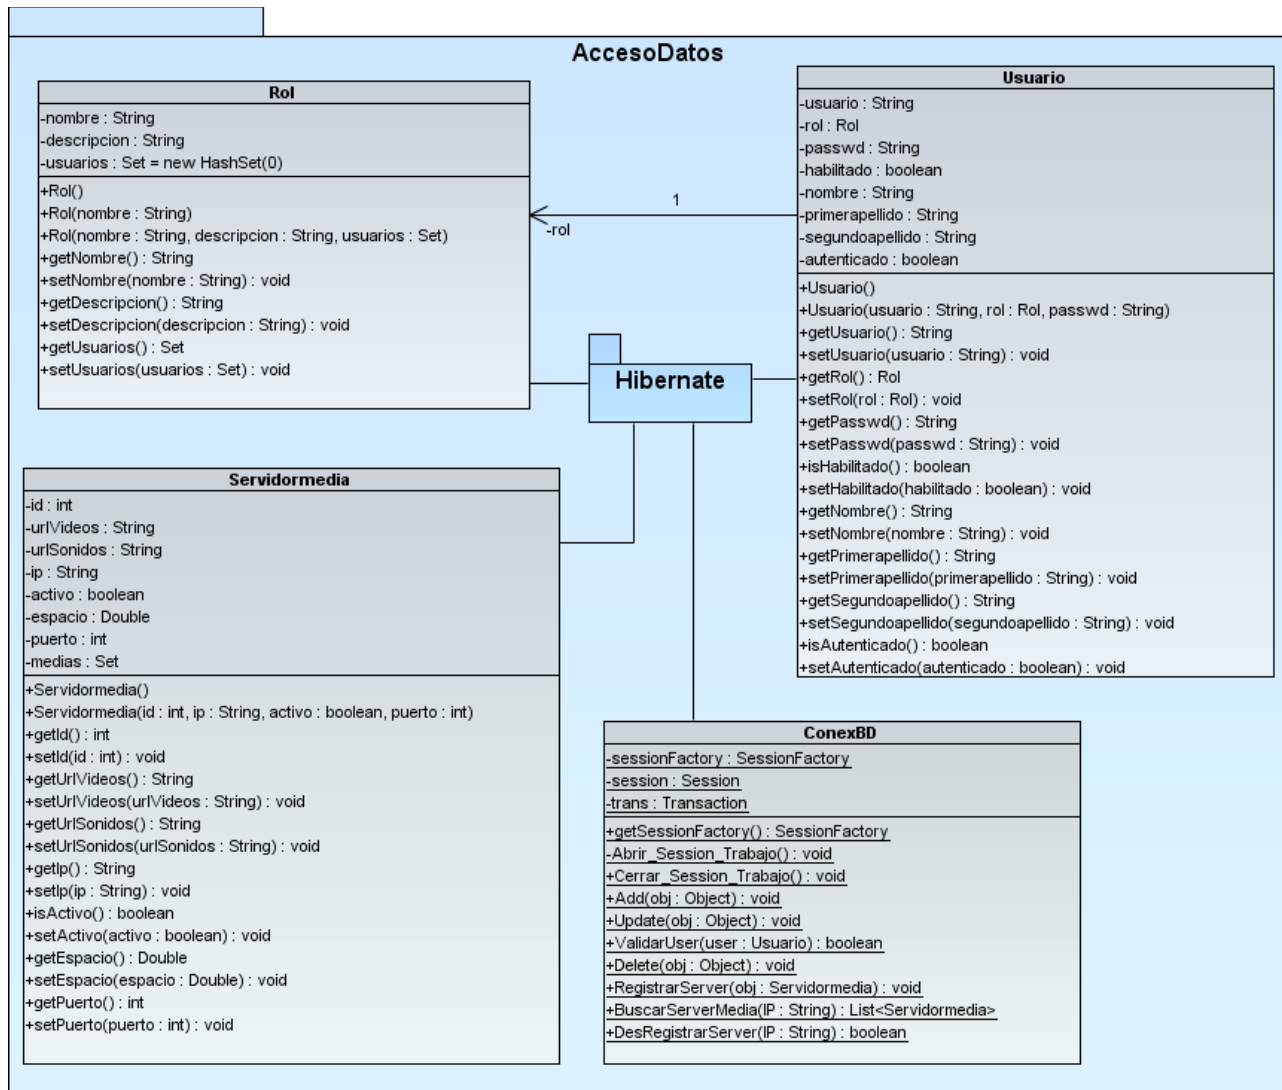 AccesoDatos
Rol
-nombre : String
-descripcion : String
-usuarios : Set = new HashSet(0)
+Rol()
+Rol(nombre : String)
+Rol(nombre : String, descripcion : String, usuarios : Set)
+getNombre() : String
+setNombre(nombre : String) : void
+getDescripcion() : String
+setDescripcion(descripcion : String) : void
+getUsuarios() : Set
+setUsuarios(usuarios : Set) : void
1
-rol
Usuario
-usuario : String
-rol : Rol
-passwd : String
-habilitado : boolean
-nombre : String
-primerapellido : String
-segundoapellido : String
-autenticado : boolean
+Usuario()
+Usuario(usuario : String, rol : Rol, passwd : String)
+getUsuario() : String
+setUsuario(usuario : String) : void
+getRol() : Rol
+setRol(rol : Rol) : void
+getPasswd() : String
+setPasswd(passwd : String) : void
+isHabilitado() : boolean
+setHabilitado(habilitado : boolean) : void
+getNombre() : String
+setNombre(nombre : String) : void
+getPrimerapellido() : String
+setPrimerapellido(primerapellido : String) : void
+getSegundoapellido() : String
+setSegundoapellido(segundoapellido : String) : void
+isAutenticado() : boolean
+setAutenticado(autenticado : boolean) : void
Hibernate
Servidormedia
-id : int
-urlVideos : String
-urlSonidos : String
-ip : String
-activo : boolean
-espacio : Double
-puerto : int
-medias : Set
+Servidormedia()
+Servidormedia(id : int, ip : String, activo : boolean, puerto : int)
+getId() : int
+setId(id : int) : void
+getUrlVideos() : String
+setUrlVideos(urlVideos : String) : void
+getUrlSonidos() : String
+setUrlSonidos(urlSonidos : String) : void
+getIp() : String
+setIp(ip : String) : void
+isActivo() : boolean
+setActivo(activo : boolean) : void
+getEspacio() : Double
+setEspacio(espacio : Double) : void
+getPuerto() : int
+setPuerto(puerto : int) : void
ConexBD
-sessionFactory : SessionFactory
-session : Session
-trans : Transaction
+getSessionFactory() : SessionFactory
-Abrir_Session_Trabajo() : void
+Cerrar_Session_Trabajo() : void
+Add(obj : Object) : void
+Update(obj : Object) : void
+ValidarUser(user : Usuario) : boolean
+Delete(obj : Object) : void
+RegistrarServer(obj : Servidormedia) : void
+BuscarServerMedia(IP : String) : List<Servidormedia>
+DesRegistrarServer(IP : String) : boolean